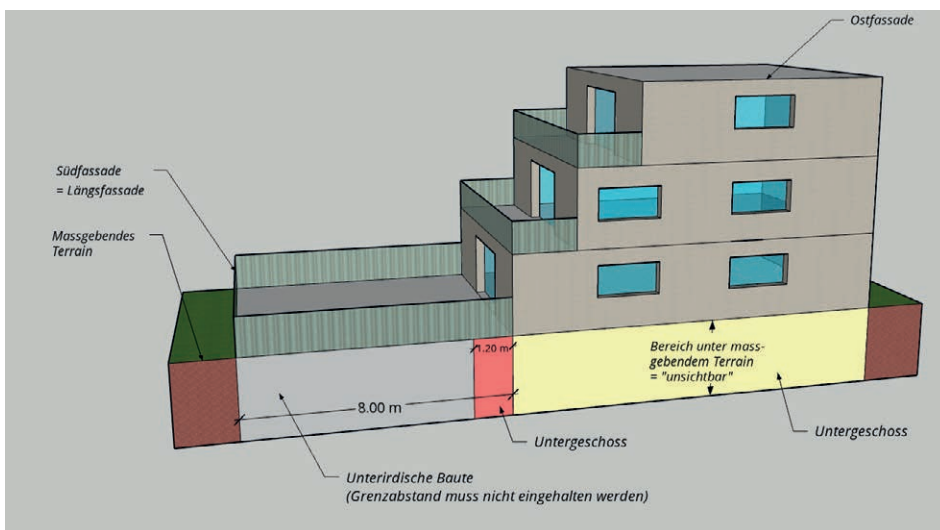 Ostfassade
Südfassade
= Längsfassade
Massgebendes
Terrain
1.20 m
Bereich unter mass-
gebendem Terrain
= "unsichtbar"
8.00 m
Untergeschoss
Untergeschoss
Unterirdische Baute
(Grenzabstand muss nicht eingehalten werden)